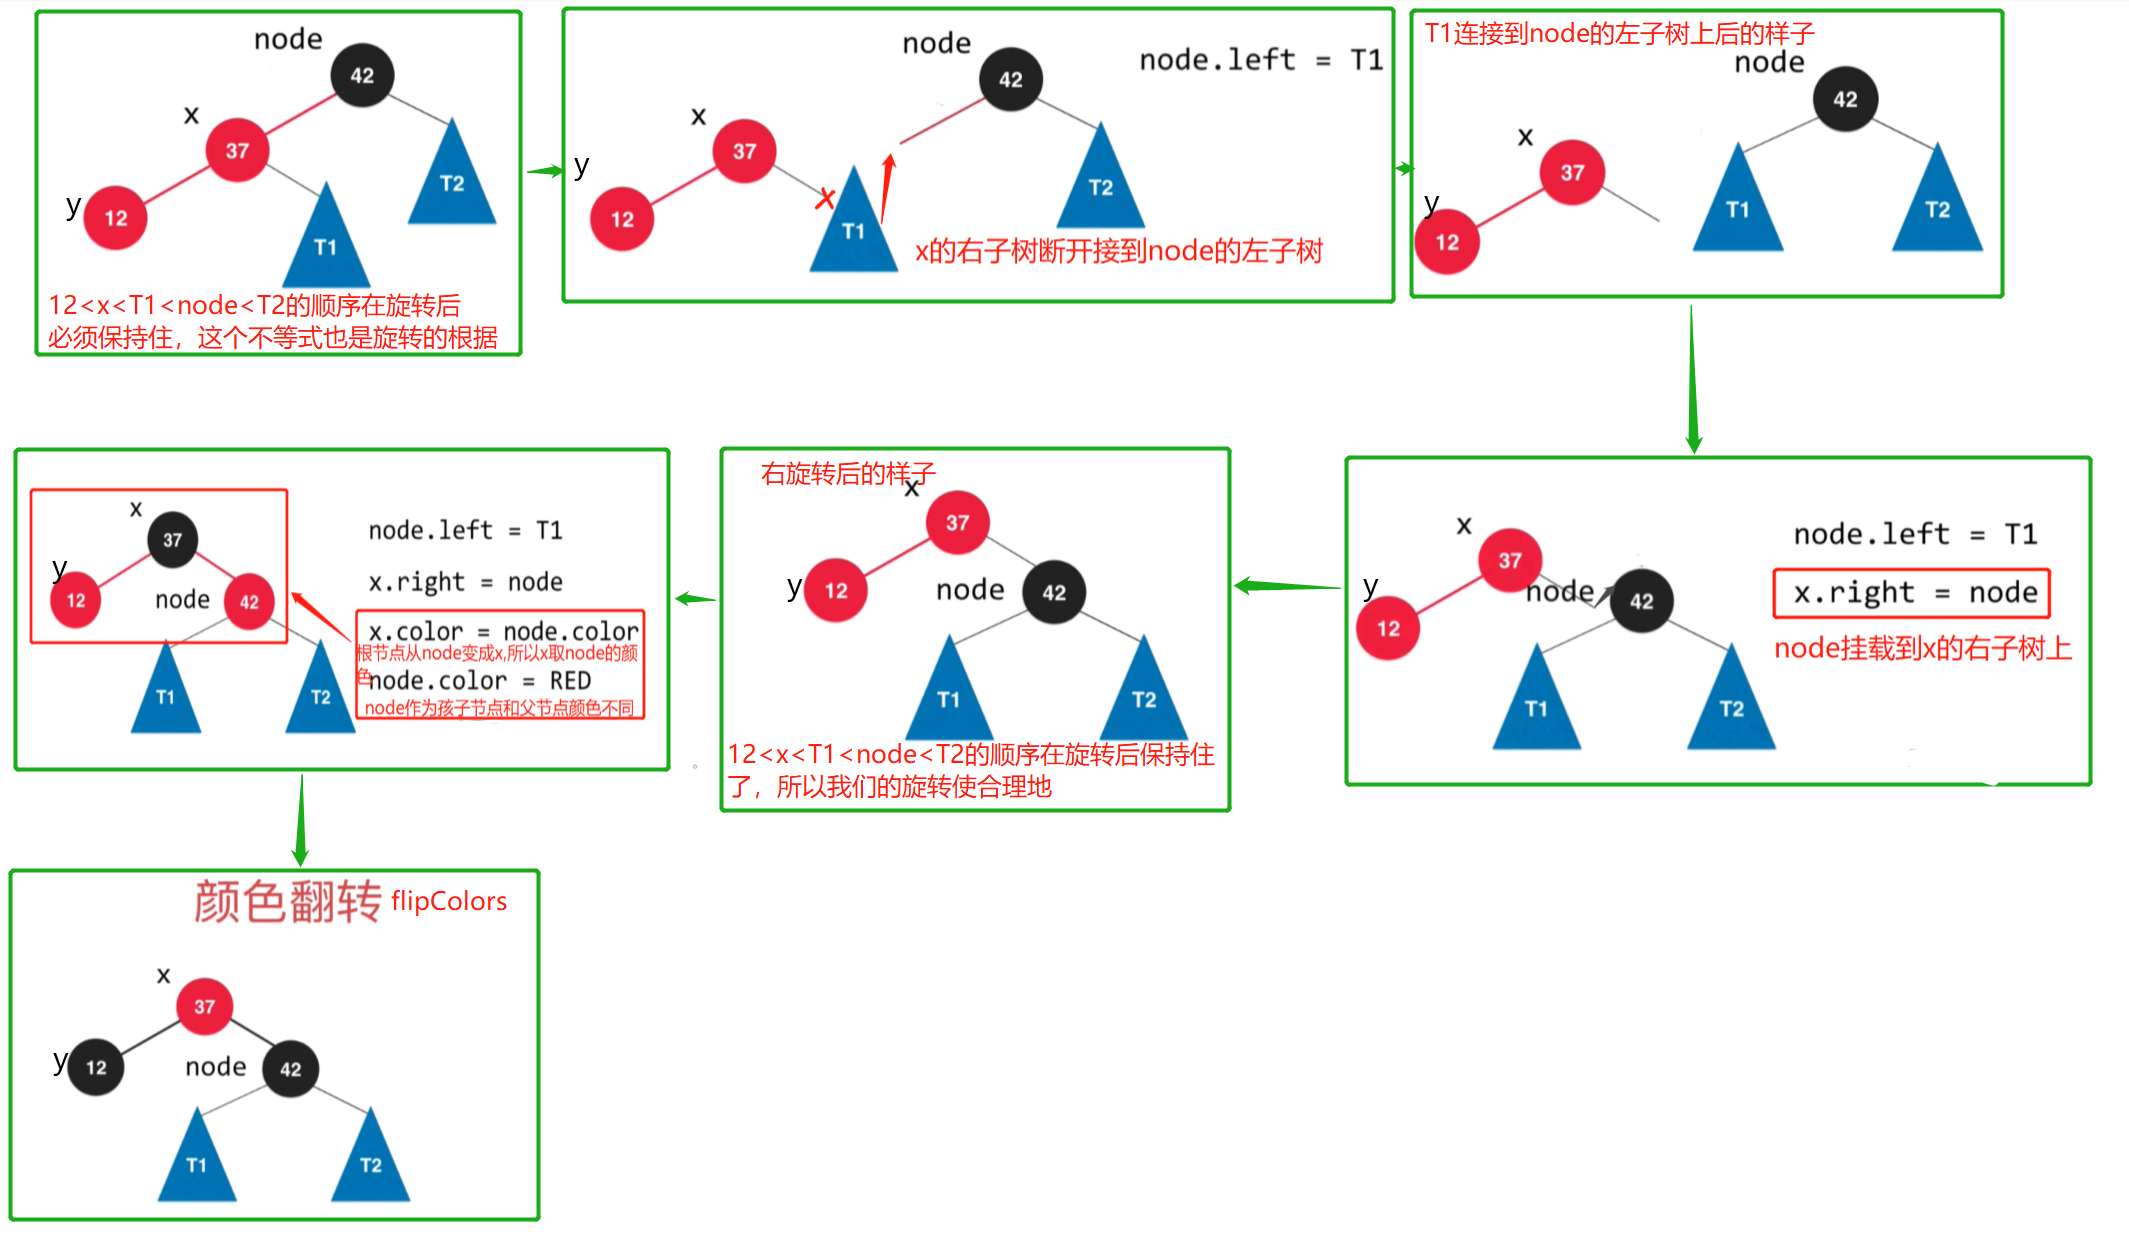 node
42
x
37
y
12
T1
T2
12<x<T1<node<T2的顺序在旋转后
必须保持住，这个不等式也是旋转的根据
node
42
node.left = T1
x
37
y
12
T1
T2
x的右子树断开接到node的左子树
T1连接到node的左子树上后的样子
node
42
x
37
y
12
T1
T2
x
37
node
42
y
12
T1
T2
node.left = T1
x.right = node
node挂载到x的右子树上
右旋转后的样子
x
37
y
12
node
42
T1
T2
12<x<T1<node<T2的顺序在旋转后保持住
了，所以我们的旋转使合理地
x
37
y
12
node
42
T1
T2
node.left = T1
x.right = node
x.color = node.color
根节点从node变成x,所以x取node的颜
色
node.color = RED
node作为孩子节点和父节点颜色不同
颜色翻转 flipColors
x
37
y
12
node
42
T1
T2